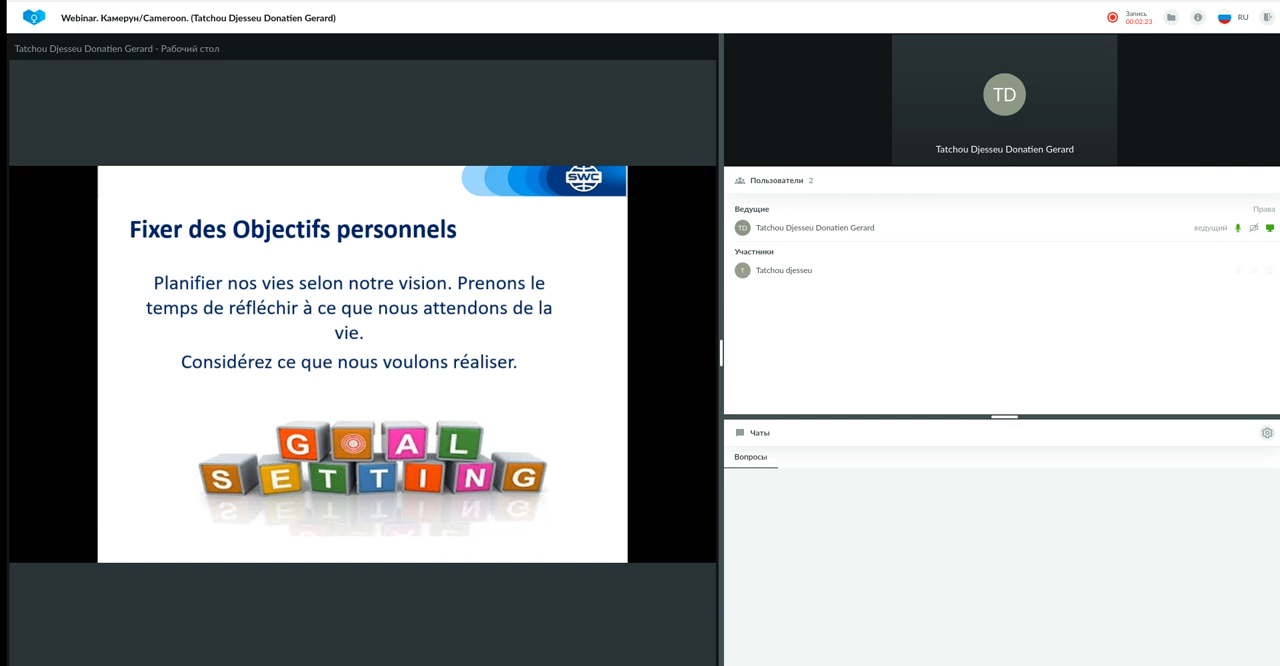 Webinar. Камерун/Cameroon. (Tatchou Djesseu Donatien Gerard)
Запись
00:02:23
RU
Tatchou Djesseu Donatien Gerard - Рабочий стол
SWC
Fixer des Objectifs personnels
Planifier nos vies selon notre vision. Prenons le
temps de réfléchir à ce que nous attendons de la
vie.
Considérez ce que nous voulons réaliser.
GOAL
SETTING
TD
Tatchou Djesseu Donatien Gerard
Пользователи 2
Ведущие Права
TD Tatchou Djesseu Donatien Gerard ведущий
Участники
T Tatchou djesseu
Чаты
Вопросы